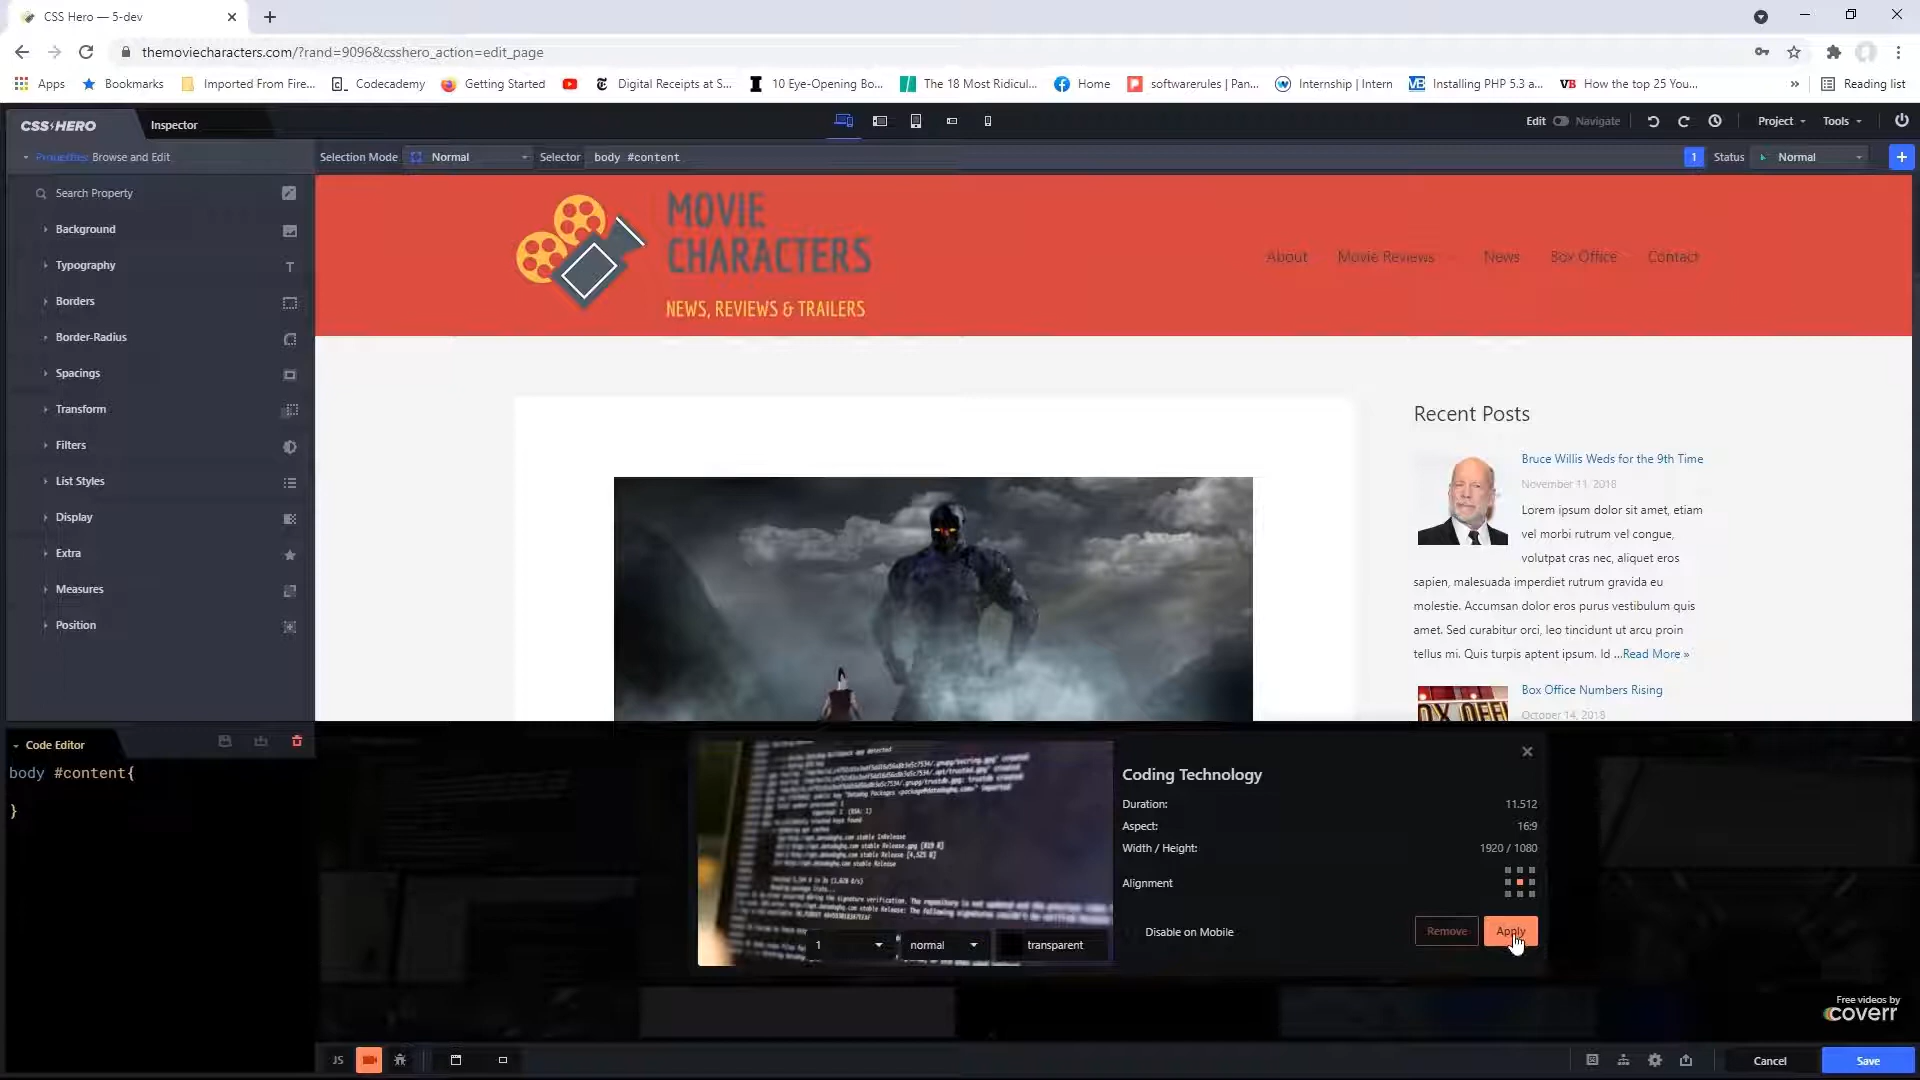 CSS Hero — 5-dev
themoviecharacters.com/?rand=9096&csshero_action=edit_page
Apps
Bookmarks
Imported From Fire...
Codecademy
Getting Started
Digital Receipts at S...
10 Eye-Opening Bo...
The 18 Most Ridicul...
Home
softwarerules | Pan...
Internship | Intern
Installing PHP 5.3 a...
How the top 25 You...
»
Reading list
CSS HERO
Inspector
Edit
Navigate
Project
Tools
Properties Browse and Edit
Selection Mode
Normal
Selector
body #content
1
Status
Normal
Search Property
Background
Typography
Borders
Border-Radius
Spacings
Transform
Filters
List Styles
Display
Extra
Measures
Position
MOVIE
CHARACTERS
NEWS, REVIEWS & TRAILERS
About
Movie Reviews
News
Box Office
Contact
Recent Posts
Bruce Willis Weds for the 9th Time
November 11, 2018
Lorem ipsum dolor sit amet, etiam
vel morbi rutrum vel congue,
volutpat cras nec, aliquet eros
sapien, malesuada imperdiet rutrum gravida eu
molestie. Accumsan dolor eros purus vestibulum quis
amet. Sed curabitur orci, leo tincidunt ut arcu proin
tellus mi. Quis turpis aptent ipsum. Id ...Read More »
Box Office Numbers Rising
October 14, 2018
Code Editor
body #content{
}
Coding Technology
Duration: 11.512
Aspect: 16:9
Width / Height: 1920 / 1080
Alignment
Disable on Mobile
Remove
Apply
1
normal
transparent
Free videos by
coverr
JS
Cancel
Save